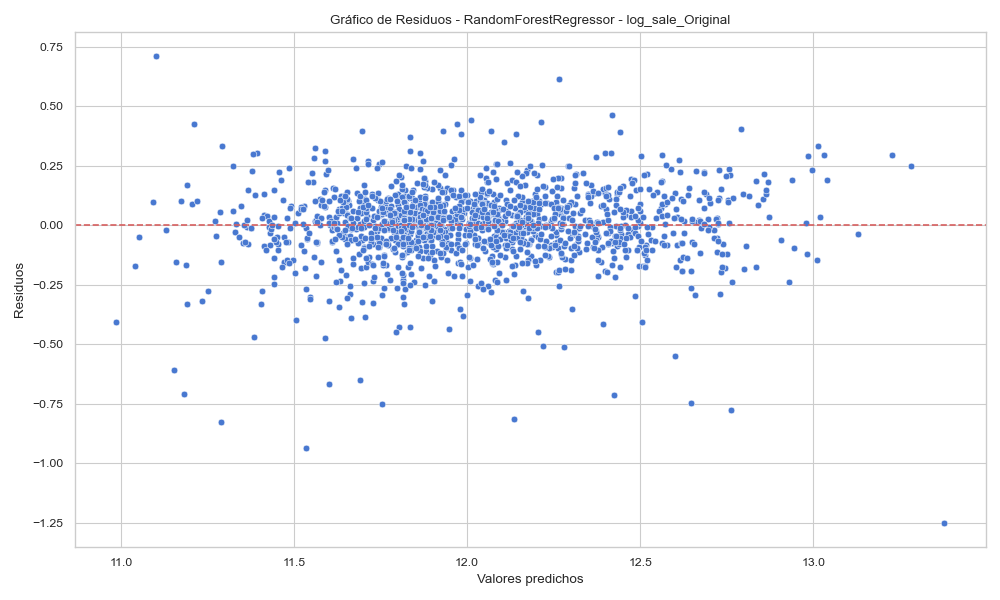 Gráfico de Residuos - RandomForestRegressor - log_sale_Original
Residuos
0.75
0.50
0.25
0.00
−0.25
−0.50
−0.75
−1.00
−1.25
11.0 11.5 12.0 12.5 13.0
Valores predichos